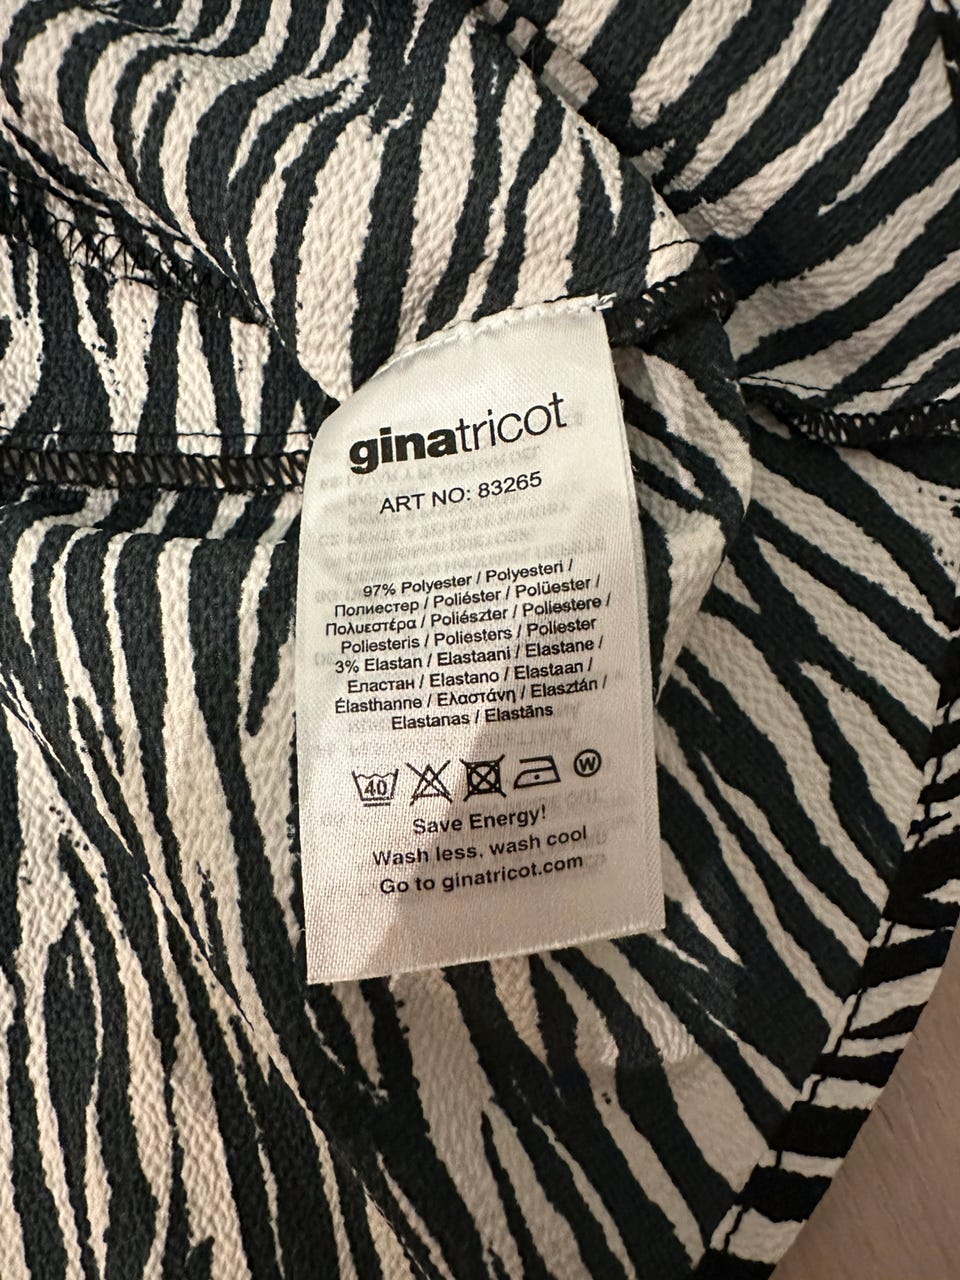 ginatricot
ART NO: 83265
97% Polyester / Polyesteri /
Полиестер / Poliéster / Polüester /
Πολυεστέρα / Poliészter / Poliestere /
Poliesteris / Poliesters / Poliester
3% Elastan / Elastaani / Elastane /
Еластан / Elastano / Elastaan /
Élasthanne / Ελαστάνη / Elasztán /
Elastanas / Elastāns
40
W
Save Energy!
Wash less, wash cool
Go to ginatricot.com